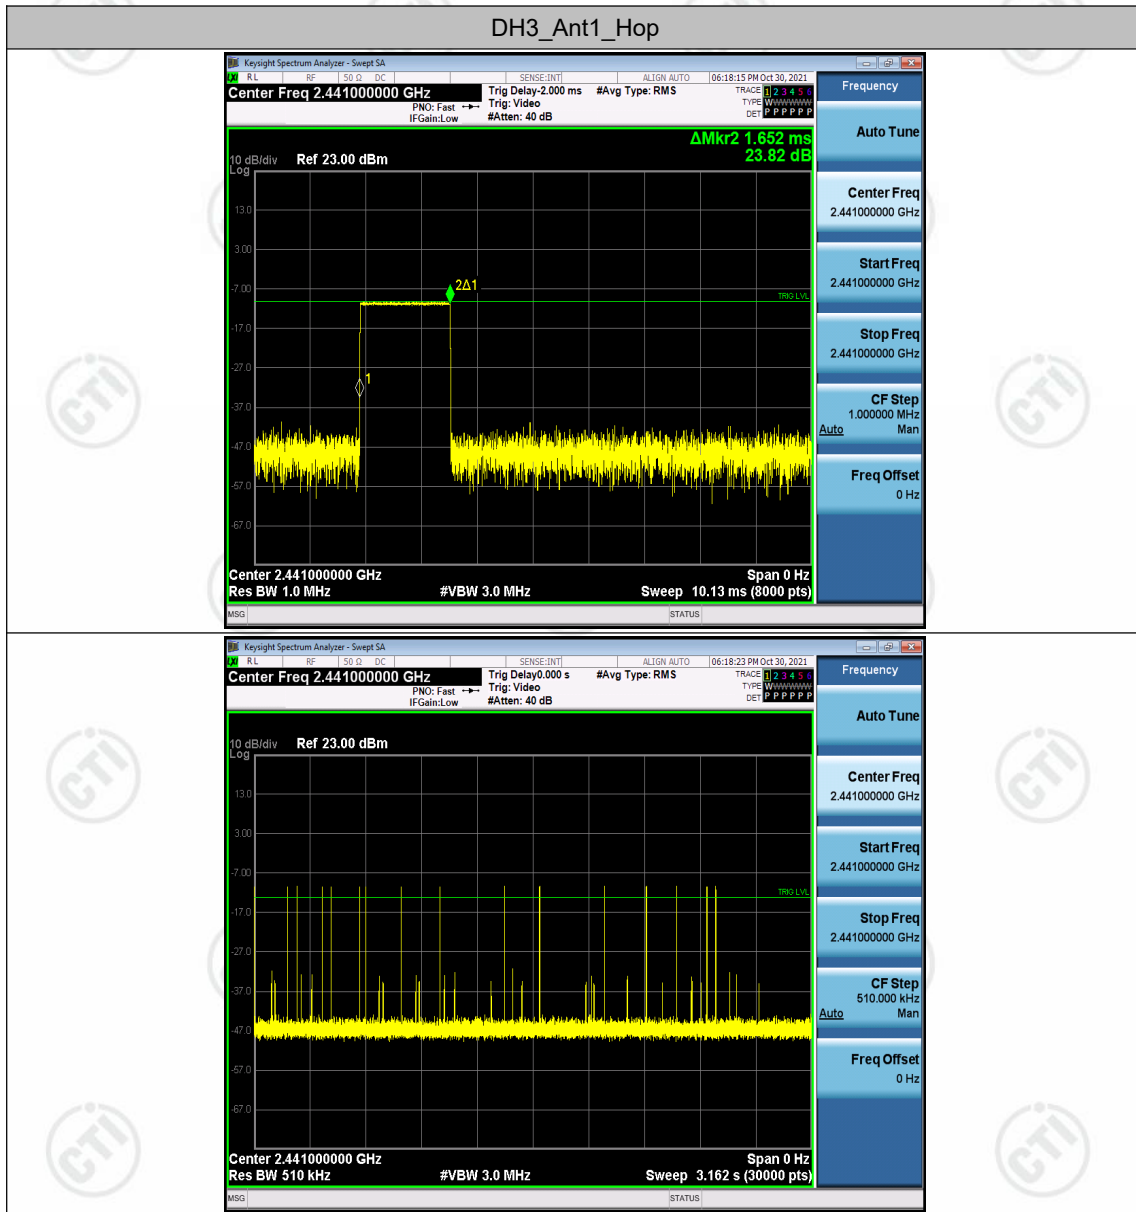 DH3_Ant1_Hop
Keysight Spectrum Analyzer - Swept SA
RL RF 50 Ω DC SENSE:INT ALIGN AUTO 06:18:15 PM Oct 30, 2021
Center Freq 2.441000000 GHz
PNO: Fast
IFGain:Low
Trig Delay-2.000 ms
Trig: Video
#Atten: 40 dB
#Avg Type: RMS
TRACE 1 2 3 4 5 6
TYPE WWWWWW
DET P P P P P P
ΔMkr2 1.652 ms
23.82 dB
10 dB/div
Log
Ref 23.00 dBm
13.0
3.00
-7.00
-17.0
-27.0
-37.0
-47.0
-57.0
-67.0
2Δ1
1
TRIG LVL
Center 2.441000000 GHz
Span 0 Hz
Res BW 1.0 MHz
#VBW 3.0 MHz
Sweep 10.13 ms (8000 pts)
MSG
STATUS
Frequency
Auto Tune
Center Freq
2.441000000 GHz
Start Freq
2.441000000 GHz
Stop Freq
2.441000000 GHz
CF Step
1.000000 MHz
Auto Man
Freq Offset
0 Hz
Keysight Spectrum Analyzer - Swept SA
RL RF 50 Ω DC SENSE:INT ALIGN AUTO 06:18:23 PM Oct 30, 2021
Center Freq 2.441000000 GHz
PNO: Fast
IFGain:Low
Trig Delay0.000 s
Trig: Video
#Atten: 40 dB
#Avg Type: RMS
TRACE 1 2 3 4 5 6
TYPE WWWWWW
DET P P P P P P
10 dB/div
Log
Ref 23.00 dBm
13.0
3.00
-7.00
-17.0
-27.0
-37.0
-47.0
-57.0
-67.0
TRIG LVL
Center 2.441000000 GHz
Span 0 Hz
Res BW 510 kHz
#VBW 3.0 MHz
Sweep 3.162 s (30000 pts)
MSG
STATUS
Frequency
Auto Tune
Center Freq
2.441000000 GHz
Start Freq
2.441000000 GHz
Stop Freq
2.441000000 GHz
CF Step
510.000 kHz
Auto Man
Freq Offset
0 Hz
CTI
CTI
CTI
CTI
CTI
CTI